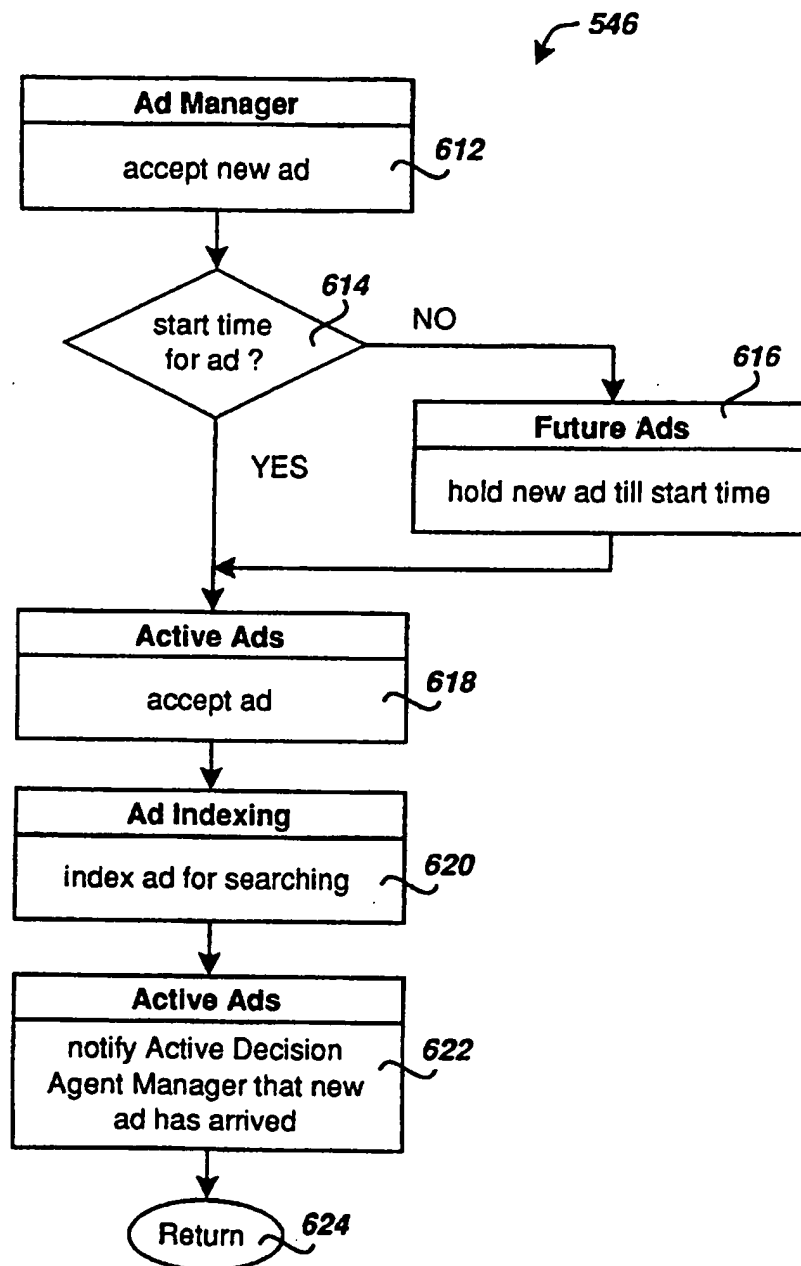 546
Ad Manager
accept new ad
612
start time
for ad ?
614
NO
YES
616
Future Ads
hold new ad till start time
Active Ads
accept ad
618
Ad Indexing
index ad for searching
620
Active Ads
notify Active Decision
Agent Manager that new
ad has arrived
622
Return
624